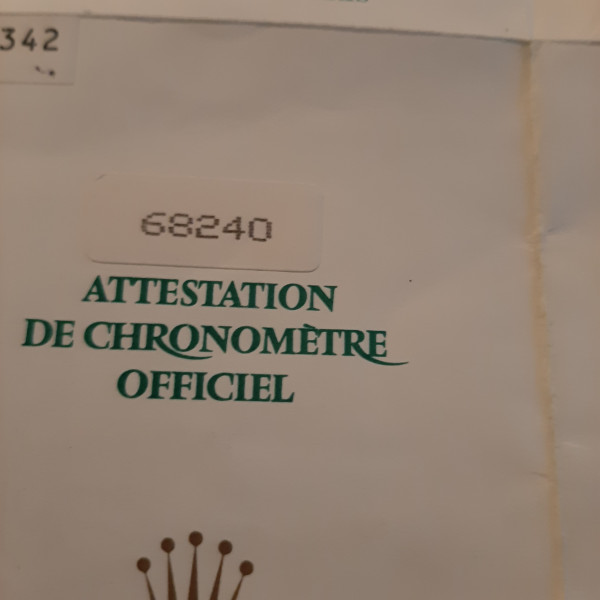 342
68240
ATTESTATION
DE CHRONOMÈTRE
OFFICIEL